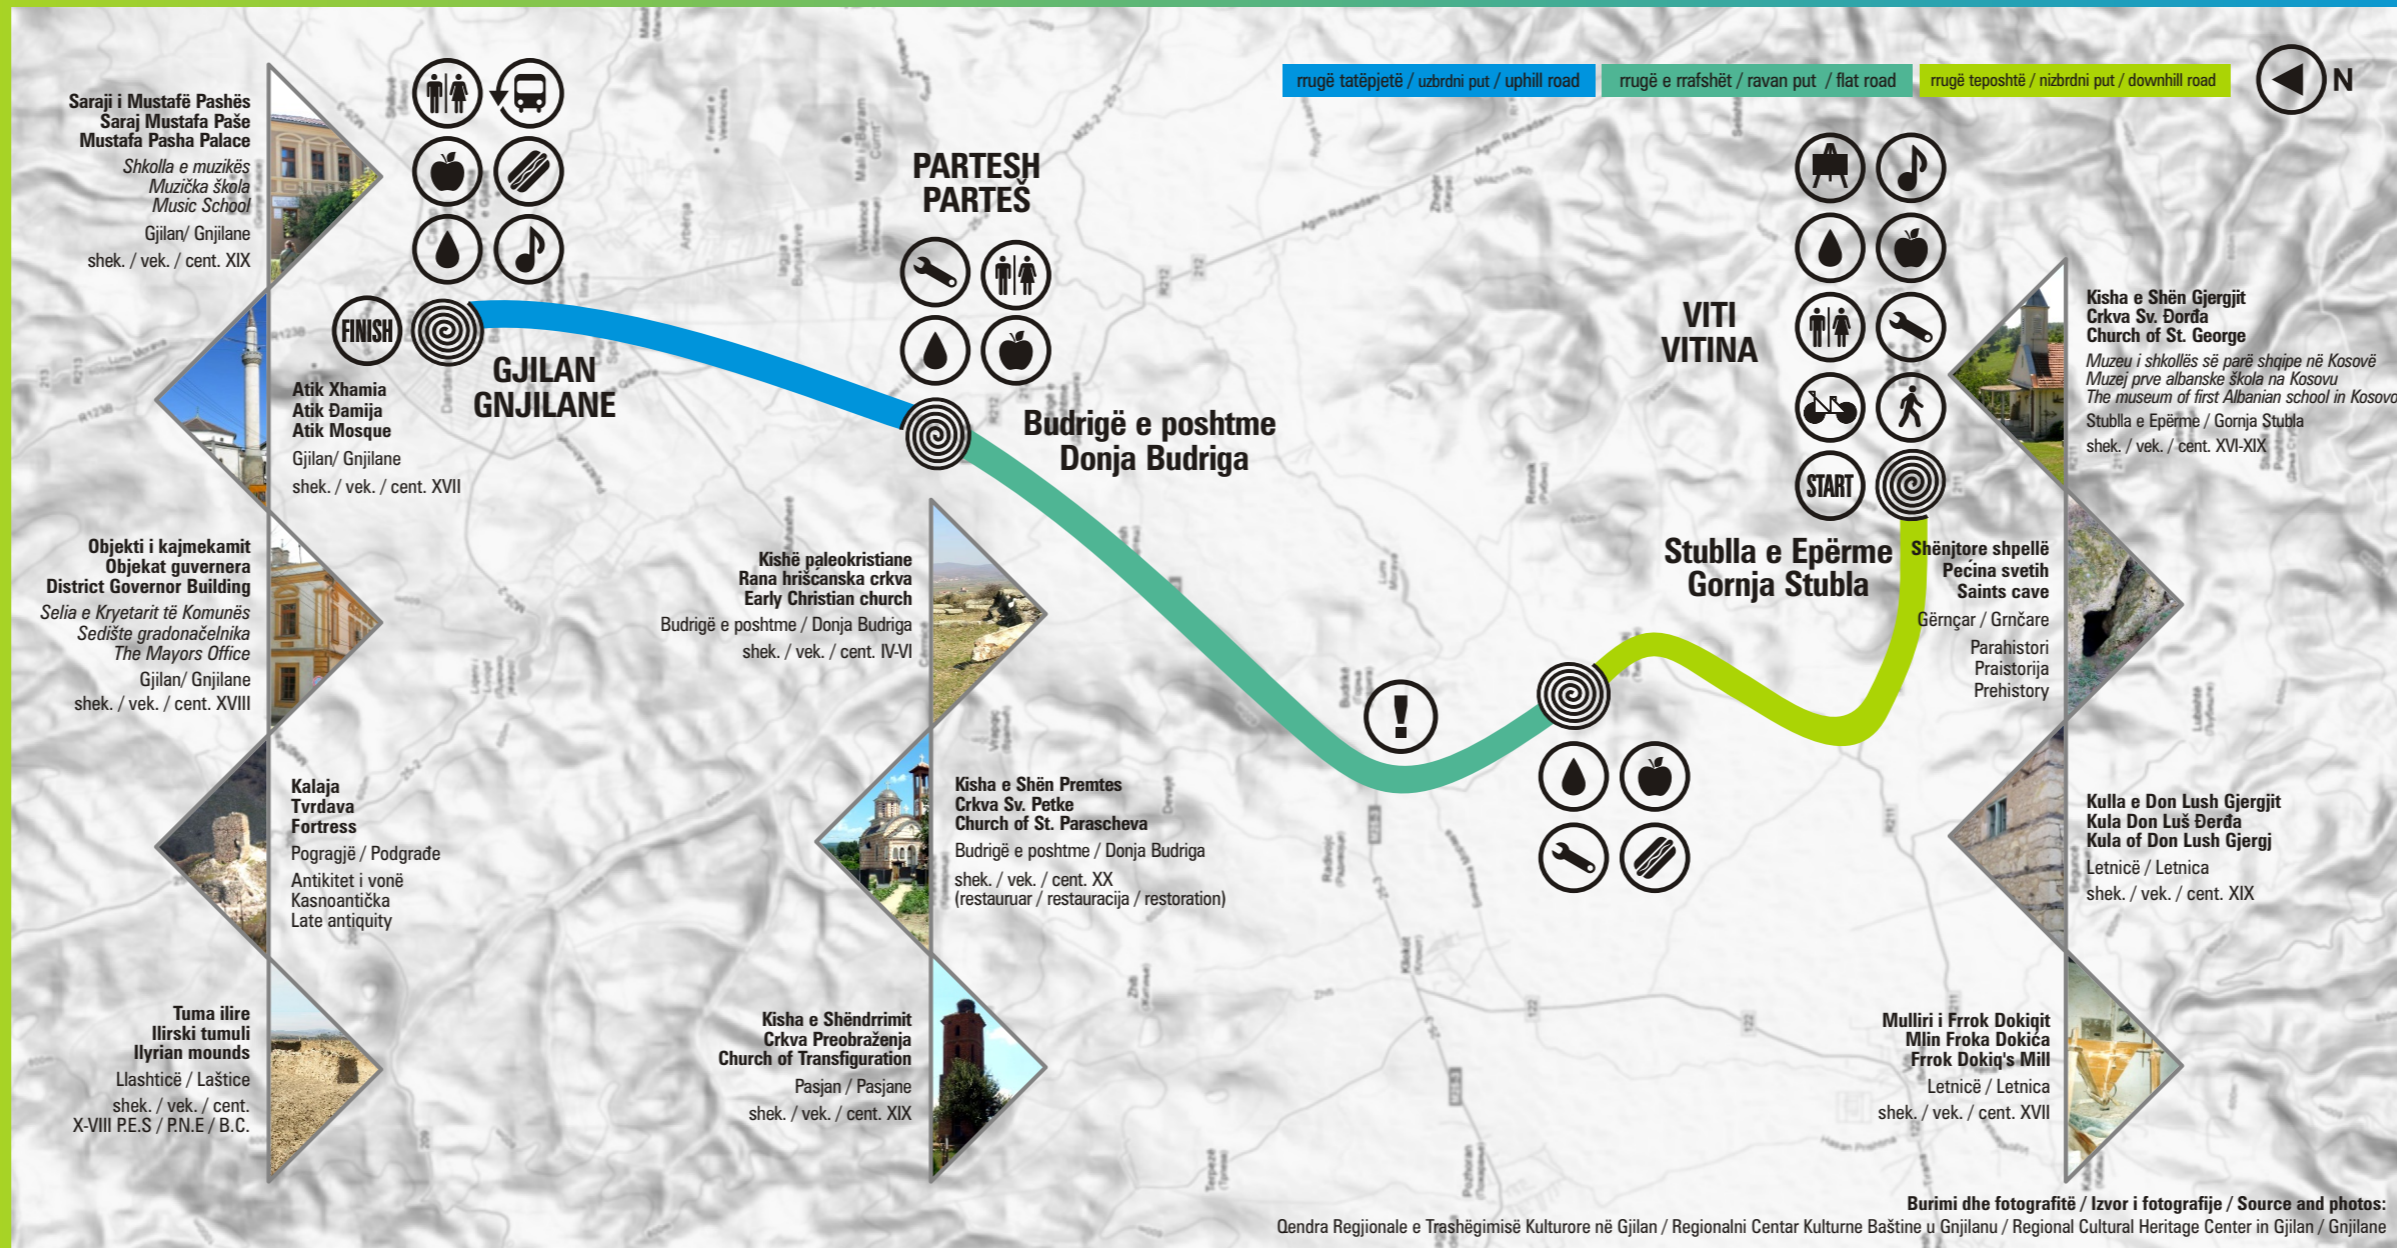 rrugë tatëpjetë / uzbrdni put / uphill road
rrugë e rrafshët / ravan put / flat road
rrugë teposhtë / nizbrdni put / downhill road
N
Saraji i Mustafë Pashës
Saraj Mustafa Paše
Mustafa Pasha Palace
Shkolla e muzikës
Muzička škola
Music School
Gjilan/ Gnjilane
shek. / vek. / cent. XIX
FINISH
GJILAN
GNJILANE
Atik Xhamia
Atik Đamija
Atik Mosque
Gjilan/ Gnjilane
shek. / vek. / cent. XVII
Objekti i kajmekamit
Objekat guvernera
District Governor Building
Selia e Kryetarit të Komunës
Sedište gradonačelnika
The Mayors Office
Gjilan/ Gnjilane
shek. / vek. / cent. XVIII
Kalaja
Tvrdava
Fortress
Pogragjë / Podgrađe
Antikitet i vonë
Kasnoantička
Late antiquity
Tuma ilire
Ilirski tumuli
Ilyrian mounds
Llashticë / Laštice
shek. / vek. / cent.
X-VIII P.E.S / P.N.E / B.C.
PARTESH
PARTEŠ
Budrigë e poshtme
Donja Budriga
Kishë paleokristiane
Rana hrišćanska crkva
Early Christian church
Budrigë e poshtme / Donja Budriga
shek. / vek. / cent. IV-VI
Kisha e Shën Premtes
Crkva Sv. Petke
Church of St. Parascheva
Budrigë e poshtme / Donja Budriga
shek. / vek. / cent. XX
(restauruar / restauracija / restoration)
Kisha e Shëndrrimit
Crkva Preobraženja
Church of Transfiguration
Pasjan / Pasjane
shek. / vek. / cent. XIX
!
VITI
VITINA
START
Stublla e Epërme
Gornja Stubla
Kisha e Shën Gjergjit
Crkva Sv. Đorđa
Church of St. George
Muzeu i shkollës së parë shqipe në Kosovë
Muzej prve albanske škola na Kosovu
The museum of first Albanian school in Kosovo
Stublla e Epërme / Gornja Stubla
shek. / vek. / cent. XVI-XIX
Shënjtore shpellë
Pećina svetih
Saints cave
Gërnçar / Grnčare
Parahistori
Praistorija
Prehistory
Kulla e Don Lush Gjergjit
Kula Don Luš Đerđa
Kula of Don Lush Gjergj
Letnicë / Letnica
shek. / vek. / cent. XIX
Mulliri i Frrok Dokiqit
Mlin Froka Dokića
Frrok Dokiq's Mill
Letnicë / Letnica
shek. / vek. / cent. XVII
Burimi dhe fotografitë / Izvor i fotografije / Source and photos:
Qendra Regjionale e Trashëgimisë Kulturore në Gjilan / Regionalni Centar Kulturne Baštine u Gnjilanu / Regional Cultural Heritage Center in Gjilan / Gnjilane